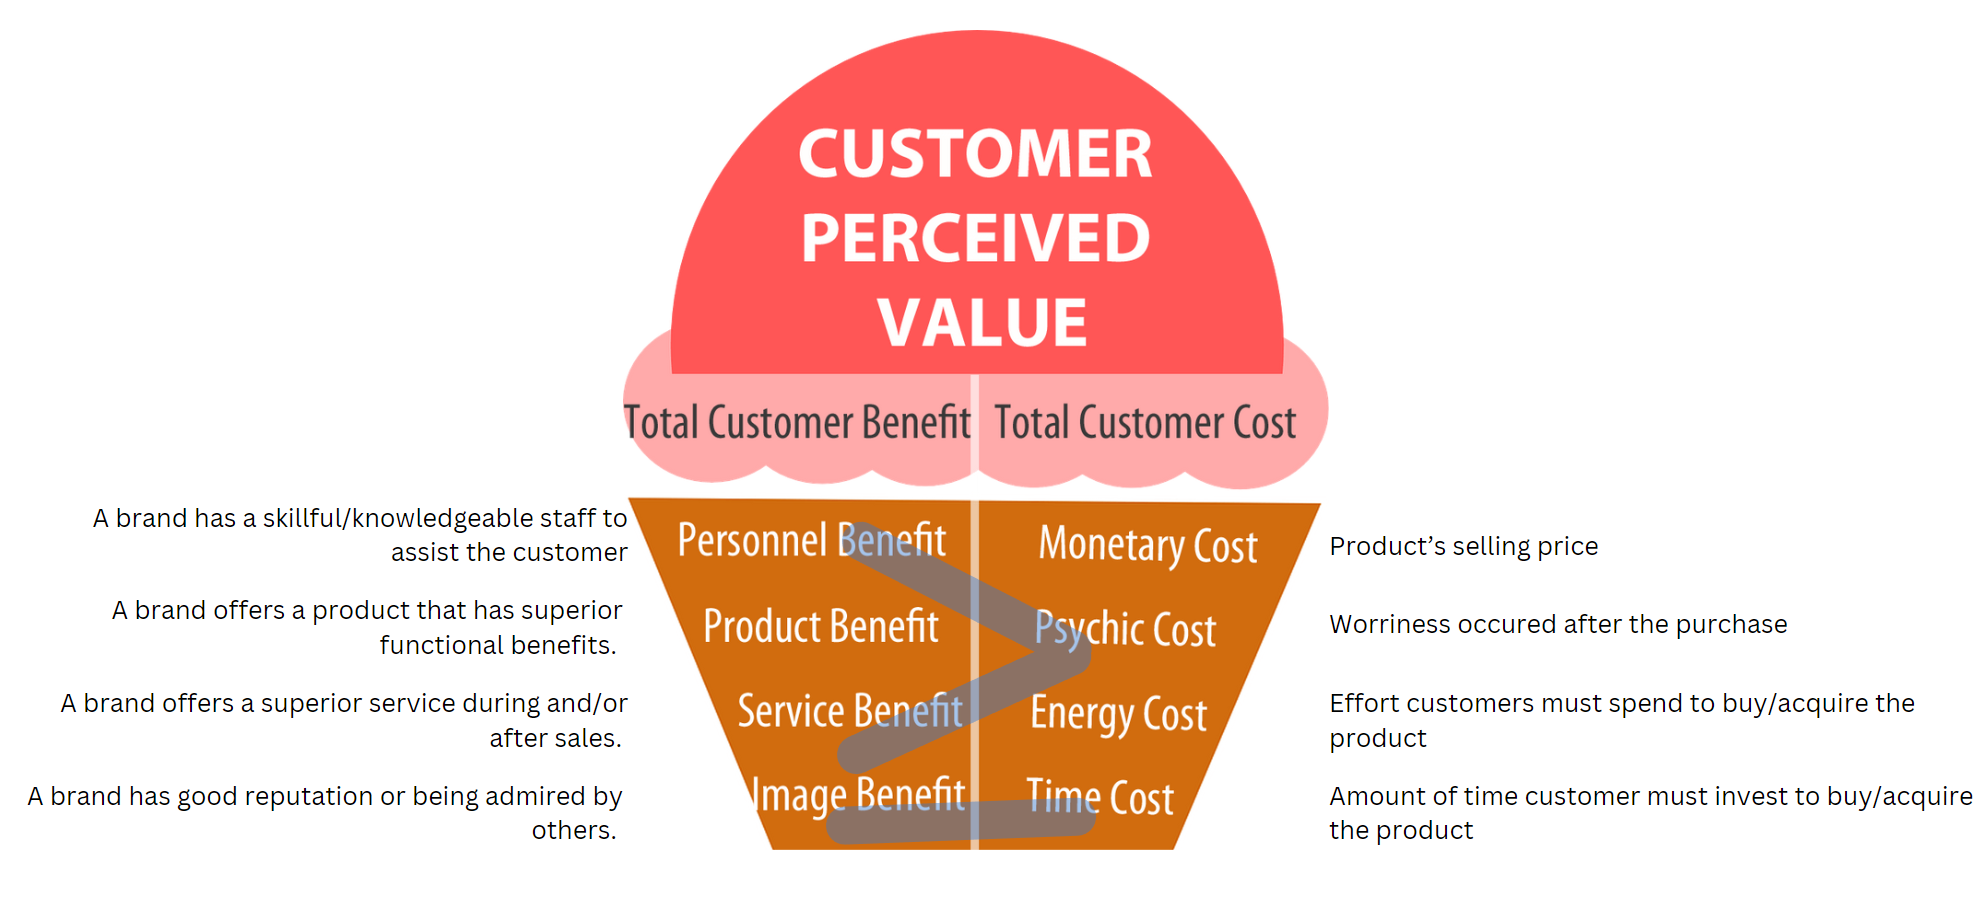 CUSTOMER
PERCEIVED
VALUE
Total Customer Benefit
Total Customer Cost
A brand has a skillful/knowledgeable staff to
assist the customer
Personnel Benefit
Monetary Cost
Product’s selling price
A brand offers a product that has superior
functional benefits.
Product Benefit
Psychic Cost
Worriness occured after the purchase
A brand offers a superior service during and/or
after sales.
Service Benefit
Energy Cost
Effort customers must spend to buy/acquire the
product
A brand has good reputation or being admired by
others.
Image Benefit
Time Cost
Amount of time customer must invest to buy/acquire
the product